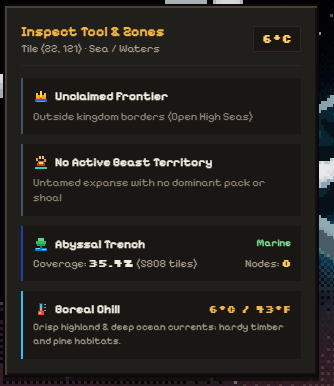 Inspect Tool & Zones
Tile (22, 121) · Sea / Waters
6°C
Unclaimed Frontier
Outside kingdom borders (Open High Seas)
No Active Beast Territory
Untamed expanse with no dominant pack or
shoal
Abyssal Trench
Marine
Coverage: 35.4% (5808 tiles)
Nodes: 0
Boreal Chill
6°C / 43°F
Crisp highland & deep ocean currents: hardy timber
and pine habitats.